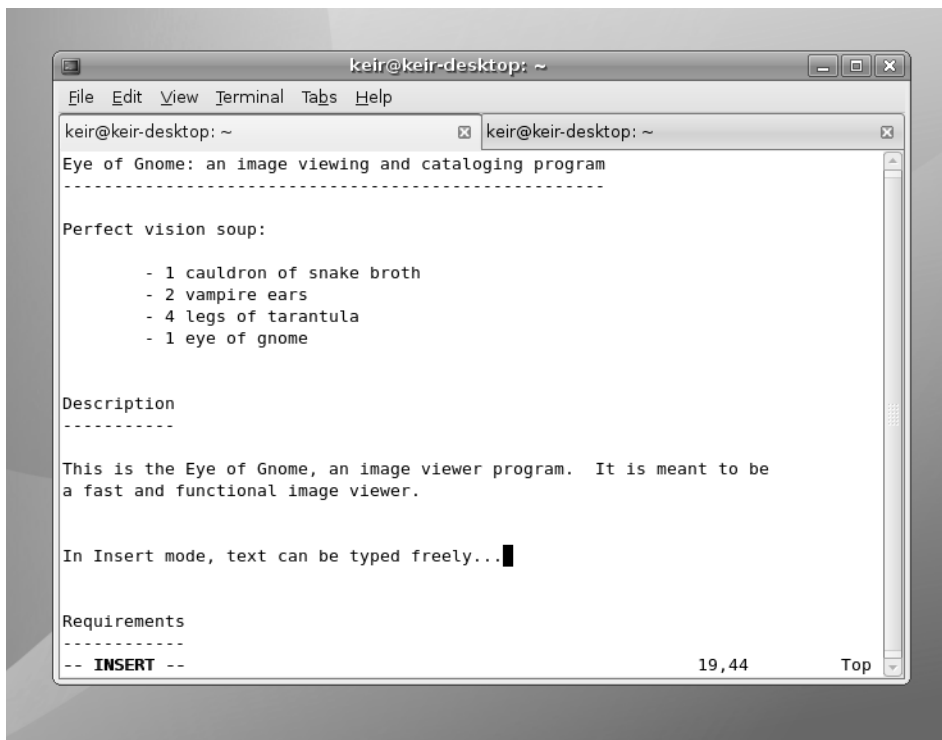 keir@keir-desktop: ~
File Edit View Terminal Tabs Help
keir@keir-desktop: ~ keir@keir-desktop: ~
Eye of Gnome: an image viewing and cataloging program
-----------------------------------------------------
Perfect vision soup:
- 1 cauldron of snake broth
- 2 vampire ears
- 4 legs of tarantula
- 1 eye of gnome
Description
-----------
This is the Eye of Gnome, an image viewer program.  It is meant to be
a fast and functional image viewer.
In Insert mode, text can be typed freely...
Requirements
------------
-- INSERT -- 19,44 Top